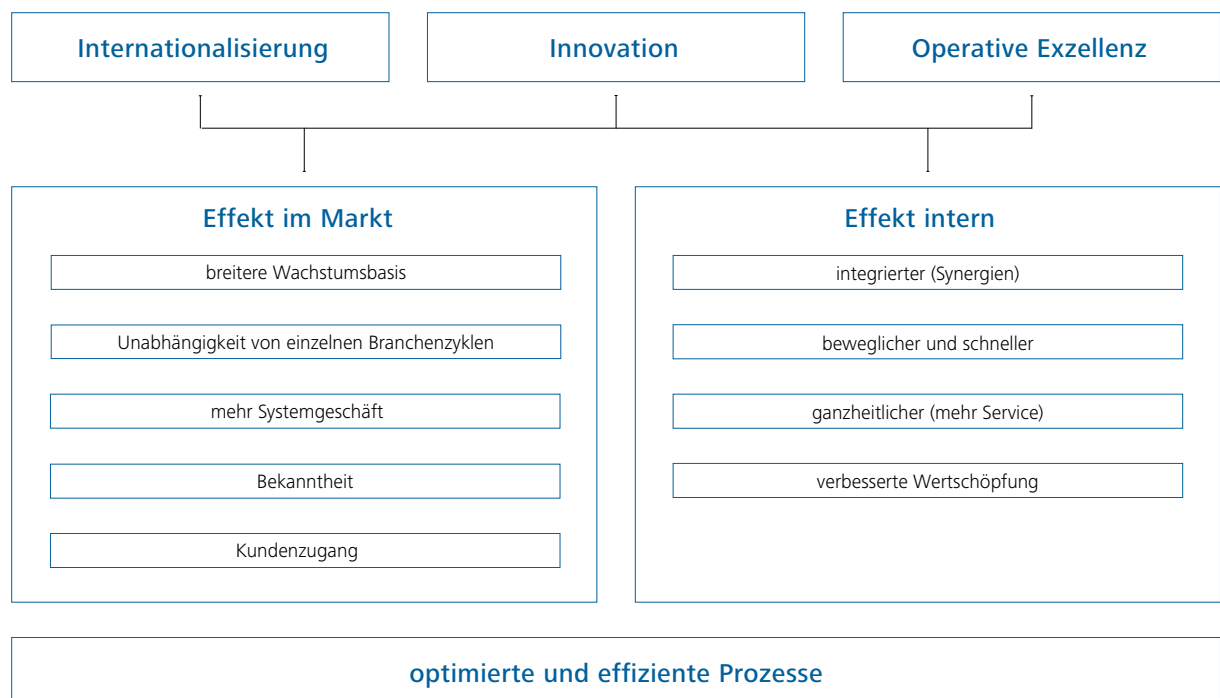 Internationalisierung
Innovation
Operative Exzellenz
Effekt im Markt
breitere Wachstumsbasis
Unabhängigkeit von einzelnen Branchenzyklen
mehr Systemgeschäft
Bekanntheit
Kundenzugang
Effekt intern
integrierter (Synergien)
beweglicher und schneller
ganzheitlicher (mehr Service)
verbesserte Wertschöpfung
optimierte und effiziente Prozesse